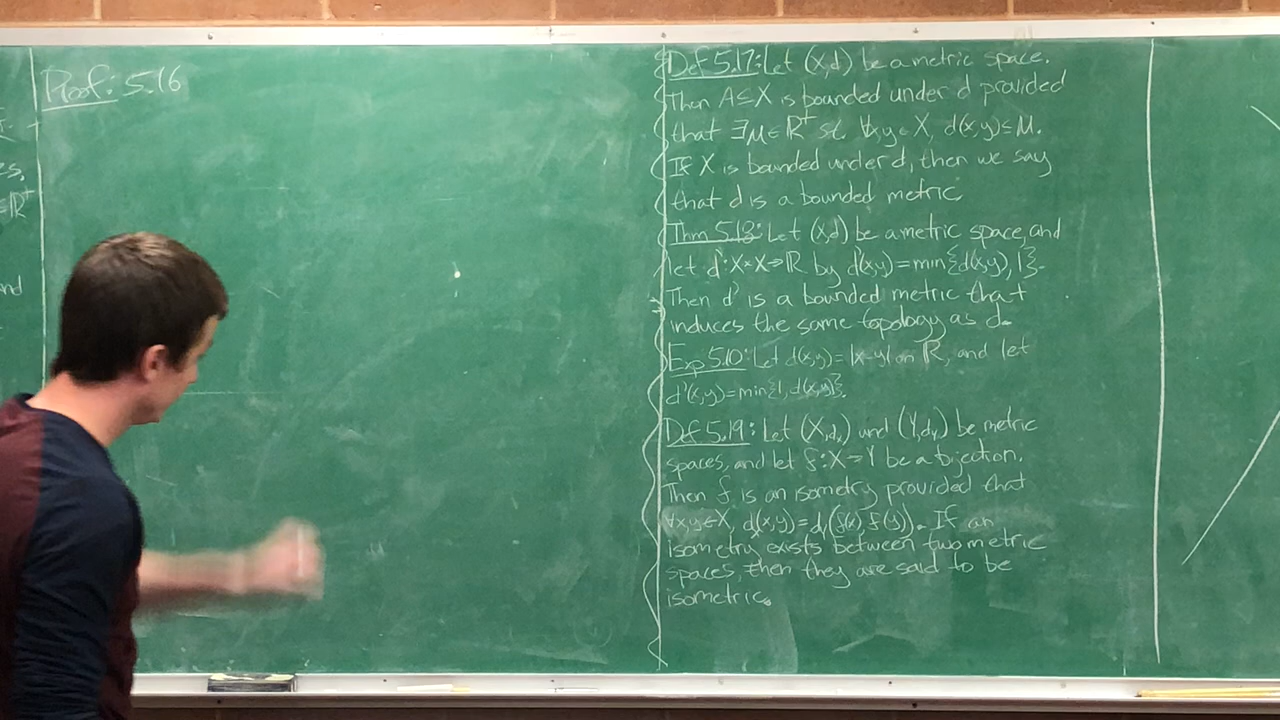 Proof: 5.16
es,
∈ℝ⁺
nd
Def 5.17: Let (X,d) be a metric space.
Then A⊆X is bounded under d provided
that ∃M∈ℝ⁺ st. ∀x,y∈X, d(x,y)≤M.
If X is bounded under d, then we say
that d is a bounded metric
Thm 5.18: Let (X,d) be a metric space, and
let d':X×X→ℝ by d'(x,y)=min{d(x,y),1}.
Then d' is a bounded metric that
induces the same topology as d.
Exp 5.10: Let d(x,y)=|x-y| on ℝ, and let
d'(x,y)=min{1,d(x,y)}.
Def 5.19: Let (X,dₓ) and (Y,dᵧ) be metric
spaces, and let f:X→Y be a bijection.
Then f is an isometry provided that
∀x,y∈X, dₓ(x,y)=dᵧ(f(x),f(y)). If an
isometry exists between two metric
spaces, then they are said to be
isometric.